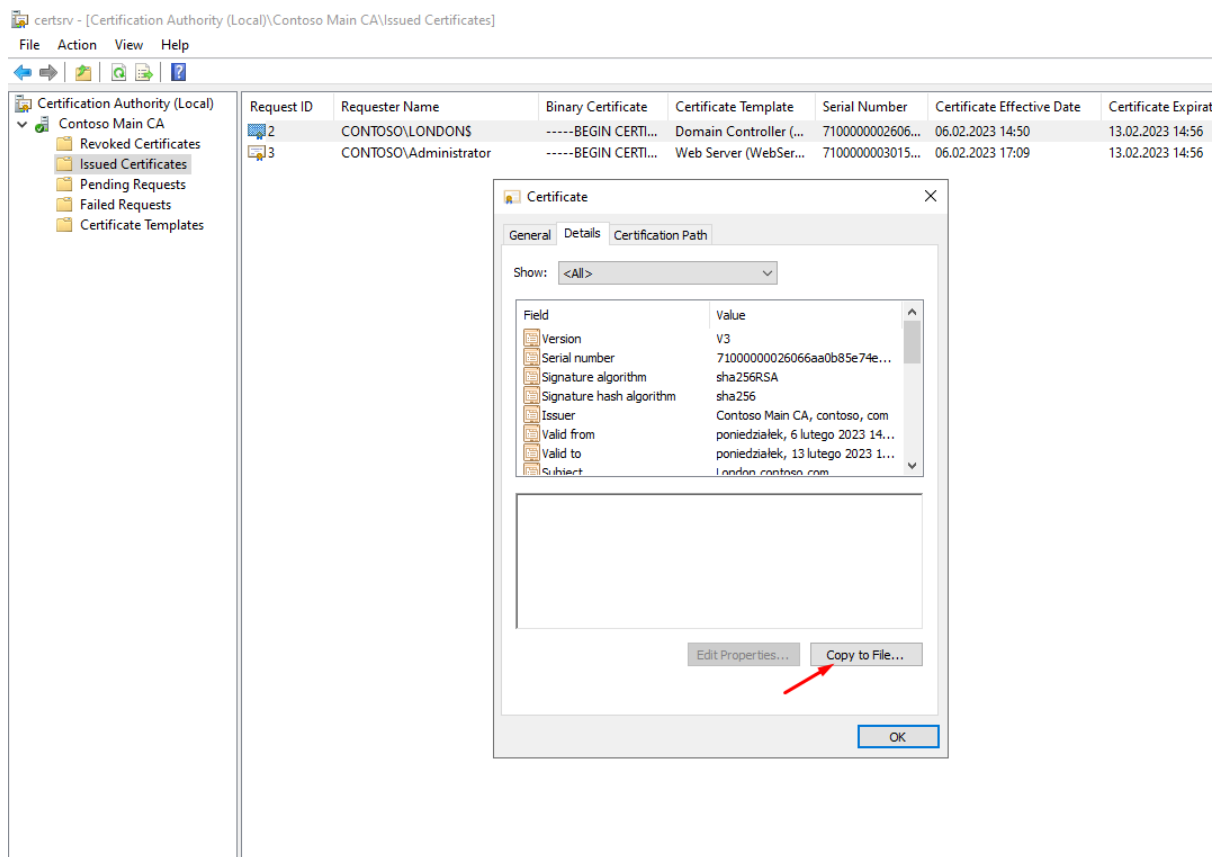 certsrv - [Certification Authority (Local)\Contoso Main CA\Issued Certificates]
File Action View Help
Certification Authority (Local)
Contoso Main CA
Revoked Certificates
Issued Certificates
Pending Requests
Failed Requests
Certificate Templates
Request ID Requester Name Binary Certificate Certificate Template Serial Number Certificate Effective Date Certificate Expirat
2 CONTOSO\LONDON$ -----BEGIN CERTI... Domain Controller (... 7100000002606... 06.02.2023 14:50 13.02.2023 14:56
3 CONTOSO\Administrator -----BEGIN CERTI... Web Server (WebSer... 7100000003015... 06.02.2023 17:09 13.02.2023 14:56
Certificate
General Details Certification Path
Show: <All>
Field Value
Version V3
Serial number 71000000026066aa0b85e74e...
Signature algorithm sha256RSA
Signature hash algorithm sha256
Issuer Contoso Main CA, contoso, com
Valid from poniedziałek, 6 lutego 2023 14...
Valid to poniedziałek, 13 lutego 2023 1...
Subject London.contoso.com
Edit Properties... Copy to File...
OK